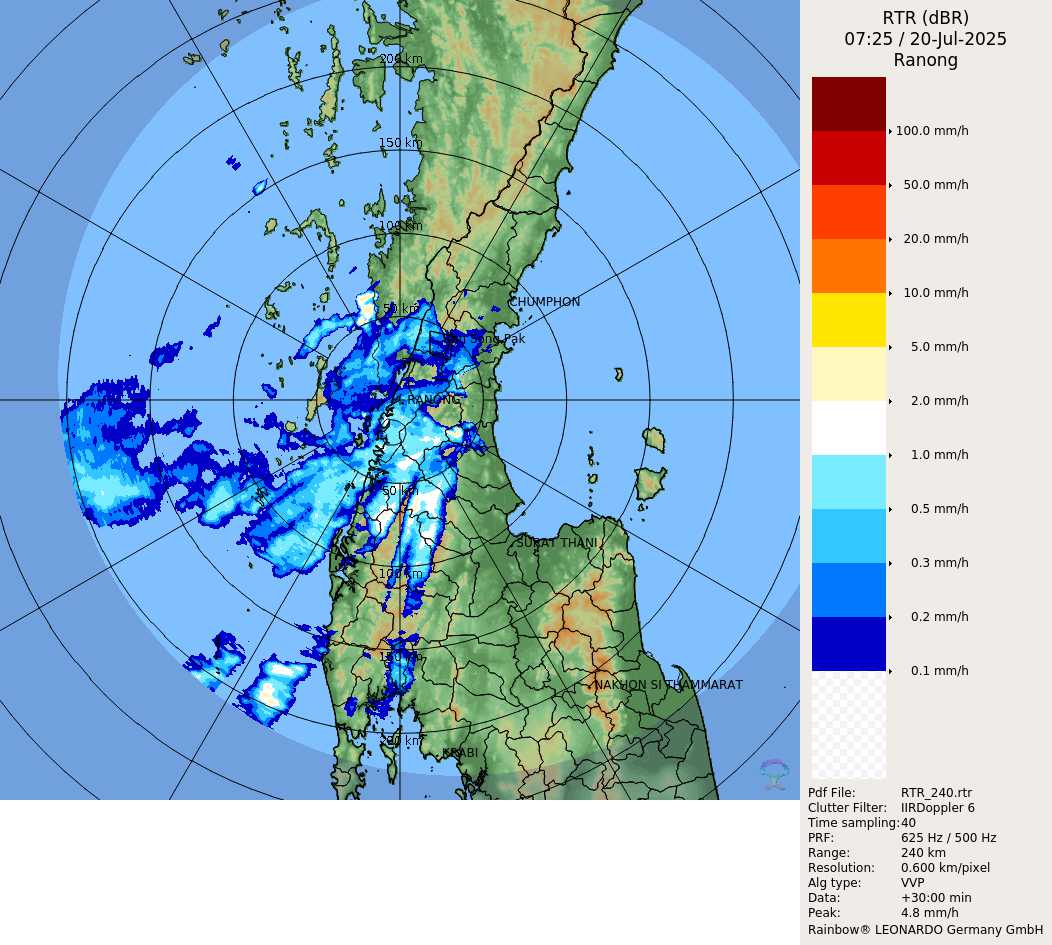 RTR (dBR)
07:25 / 20-Jul-2025
Ranong
100.0 mm/h
50.0 mm/h
20.0 mm/h
10.0 mm/h
5.0 mm/h
2.0 mm/h
1.0 mm/h
0.5 mm/h
0.3 mm/h
0.2 mm/h
0.1 mm/h
200 km
150 km
100 km
CHUMPHON
50 km
Song Pak
RANONG
50 km
SURAT THANI
100 km
150 km
NAKHON SI THAMMARAT
200 km
KRABI
Pdf File: RTR_240.rtr
Clutter Filter: IIRDoppler 6
Time sampling:40
PRF: 625 Hz / 500 Hz
Range: 240 km
Resolution: 0.600 km/pixel
Alg type: VVP
Data: +30:00 min
Peak: 4.8 mm/h
Rainbow® LEONARDO Germany GmbH